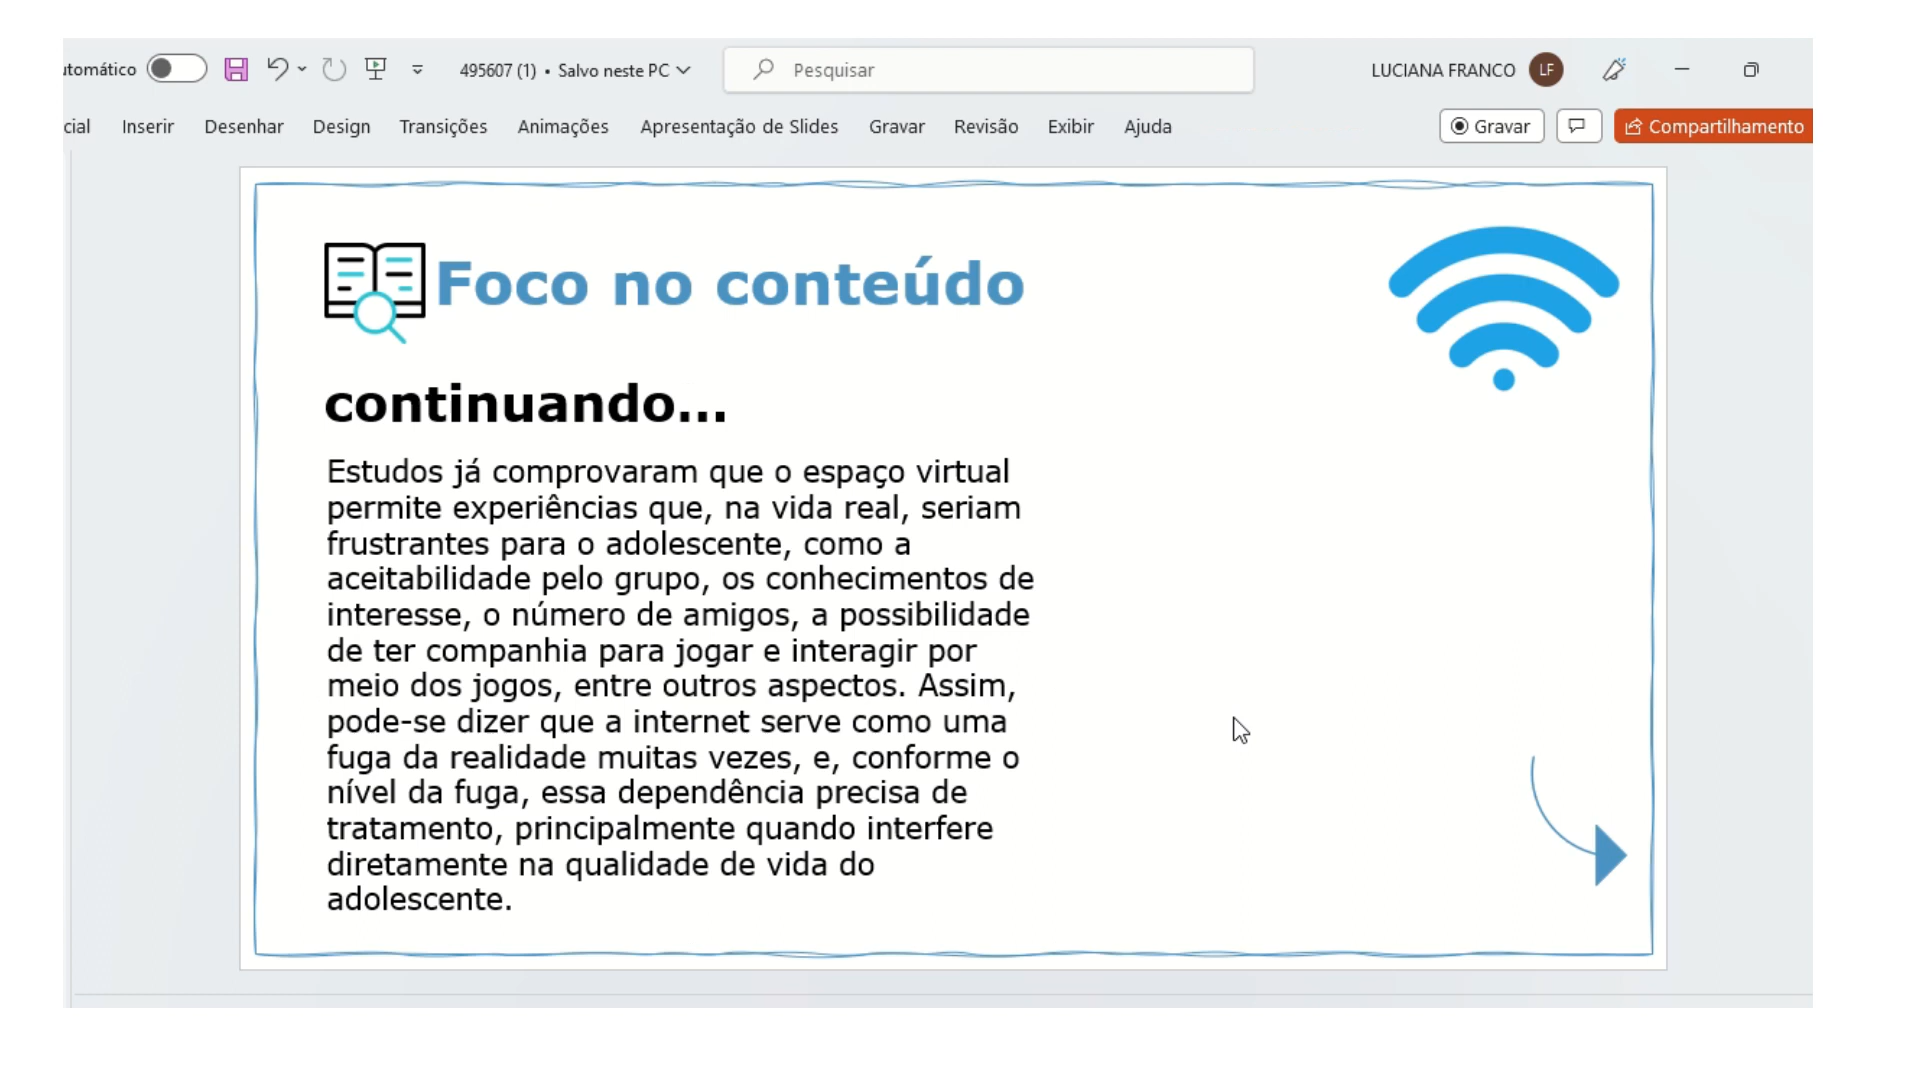 utomático
495607 (1) • Salvo neste PC
Pesquisar
LUCIANA FRANCO LF
cial Inserir Desenhar Design Transições Animações Apresentação de Slides Gravar Revisão Exibir Ajuda
Gravar
Compartilhamento
Foco no conteúdo
continuando...
Estudos já comprovaram que o espaço virtual
permite experiências que, na vida real, seriam
frustrantes para o adolescente, como a
aceitabilidade pelo grupo, os conhecimentos de
interesse, o número de amigos, a possibilidade
de ter companhia para jogar e interagir por
meio dos jogos, entre outros aspectos. Assim,
pode-se dizer que a internet serve como uma
fuga da realidade muitas vezes, e, conforme o
nível da fuga, essa dependência precisa de
tratamento, principalmente quando interfere
diretamente na qualidade de vida do
adolescente.